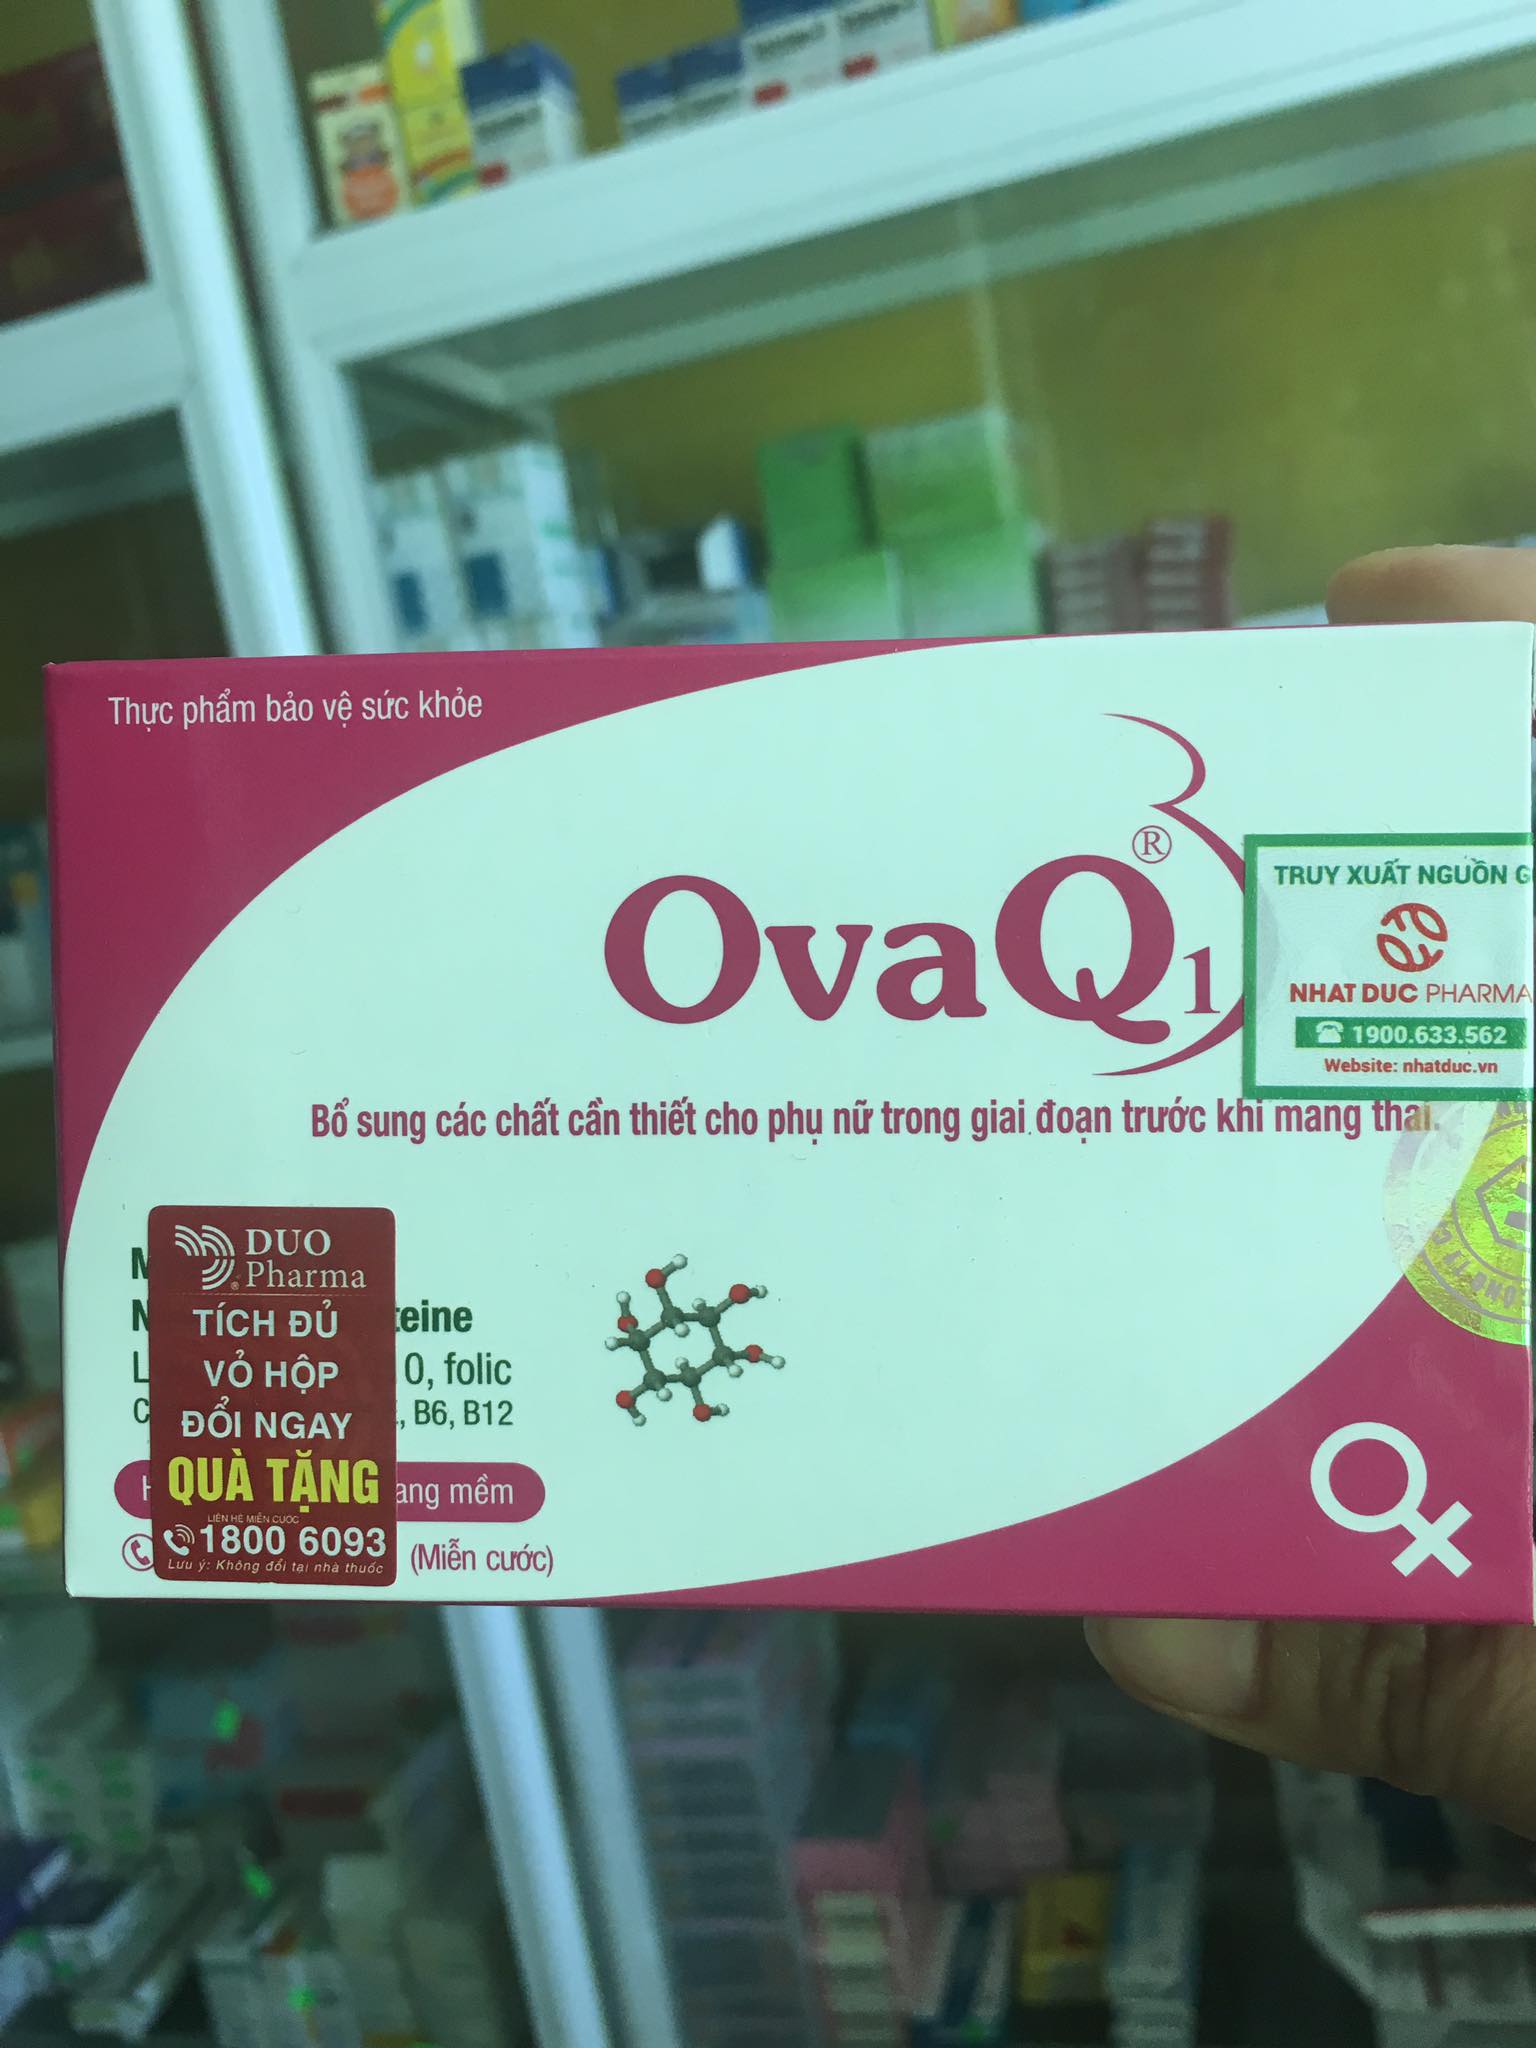 Thực phẩm bảo vệ sức khỏe
OvaQ1®
TRUY XUẤT NGUỒN
NHAT DUC PHARMA
1900.633.562
Website: nhatduc.vn
Bổ sung các chất cần thiết cho phụ nữ trong giai đoạn trước khi mang thai.
DUO
Pharma
TÍCH ĐỦ
VỎ HỘP
ĐỔI NGAY
QUÀ TẶNG
LIÊN HỆ MIỄN CƯỚC
1800 6093
Lưu ý: Không đổi tại nhà thuốc
folic
B6, B12
mềm
(Miễn cước)
CÔNG TY